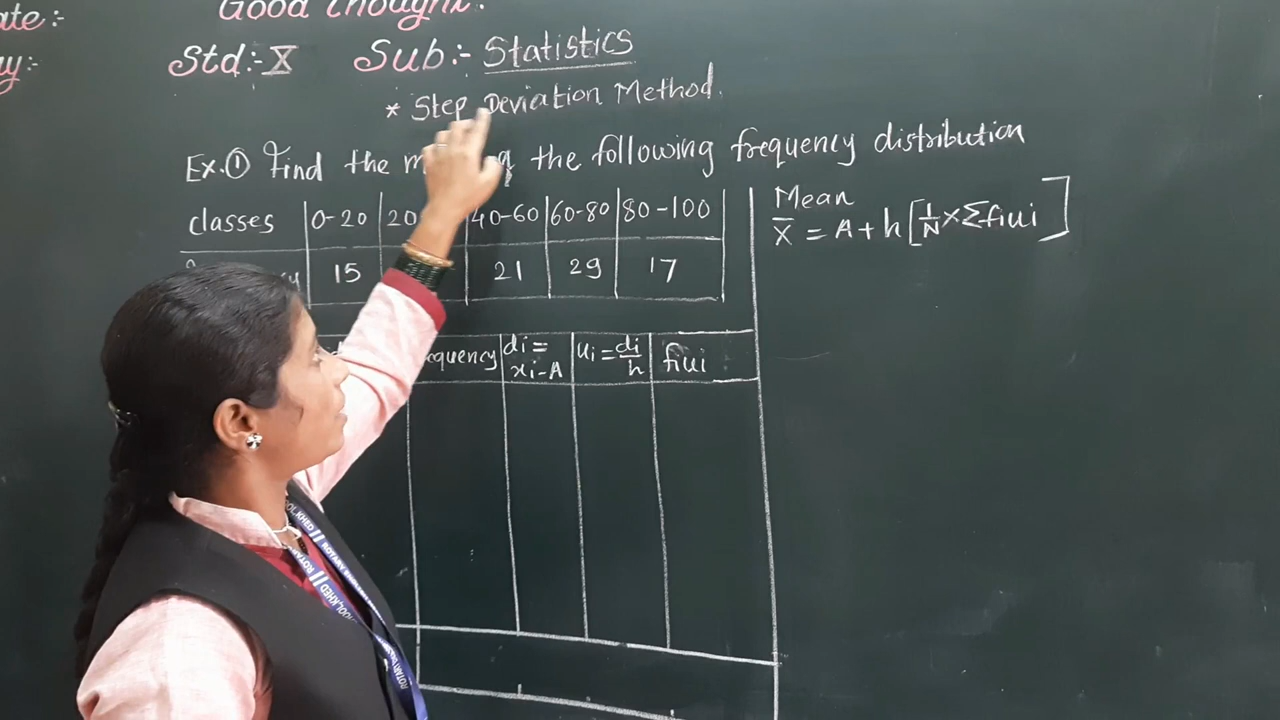 ate:-
Good Thought:
ay:-
Std:- X Sub:- Statistics
* Step Deviation Method.
Ex.① Find the the following frequency distribution
classes 0-20 20 40-60 60-80 80-100
15 21 29 17
Mean
X̄ = A + h [1/N × Σfiui]
equency di = xi - A ui = di/h fiui